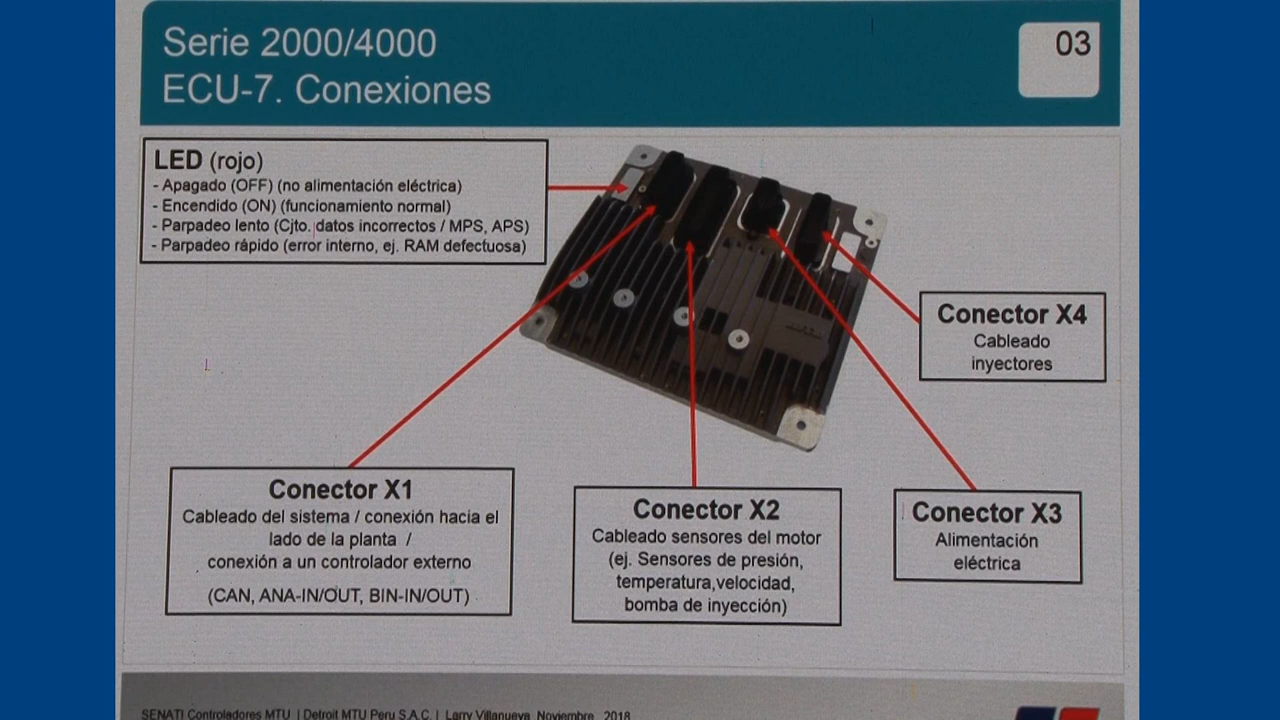 Serie 2000/4000
ECU-7. Conexiones
03
LED (rojo)
- Apagado (OFF) (no alimentación eléctrica)
- Encendido (ON) (funcionamiento normal)
- Parpadeo lento (Cjto. datos incorrectos / MPS, APS)
- Parpadeo rápido (error interno, ej. RAM defectuosa)
Conector X4
Cableado
inyectores
Conector X1
Cableado del sistema / conexión hacia el
lado de la planta /
conexión a un controlador externo
(CAN, ANA-IN/OUT, BIN-IN/OUT)
Conector X2
Cableado sensores del motor
(ej. Sensores de presión,
temperatura,velocidad,
bomba de inyección)
Conector X3
Alimentación
eléctrica
SENATI Controladores MTU | Detroit MTU Peru S.A.C. | Larry Villanueva Noviembre 2018